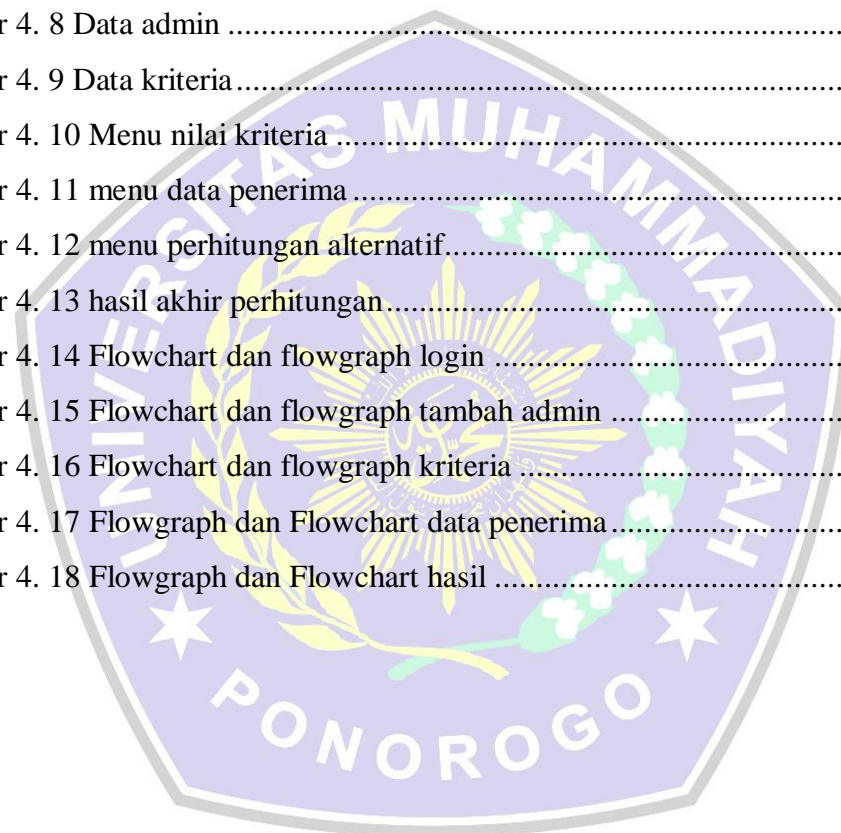 r 4. 8 Data admin ................................................................................
r 4. 9 Data kriteria ................................................................................
r 4. 10 Menu nilai kriteria ................................................................................
r 4. 11 menu data penerima ................................................................................
r 4. 12 menu perhitungan alternatif................................................................................
r 4. 13 hasil akhir perhitungan ................................................................................
r 4. 14 Flowchart dan flowgraph login ................................................................................
r 4. 15 Flowchart dan flowgraph tambah admin ................................................................................
r 4. 16 Flowchart dan flowgraph kriteria ................................................................................
r 4. 17 Flowgraph dan Flowchart data penerima ................................................................................
r 4. 18 Flowgraph dan Flowchart hasil ................................................................................
UNIVERSITAS MUHAMMADIYAH
PONOROGO